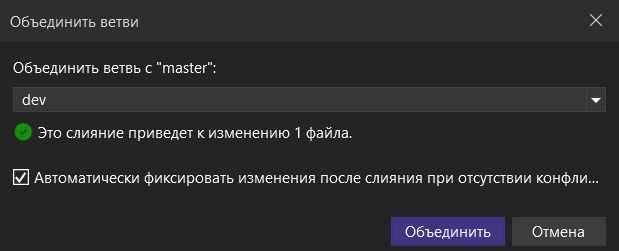 Объединить ветви
Объединить ветвь с "master":
dev
Это слияние приведет к изменению 1 файла.
Автоматически фиксировать изменения после слияния при отсутствии конфли...
Объединить Отмена